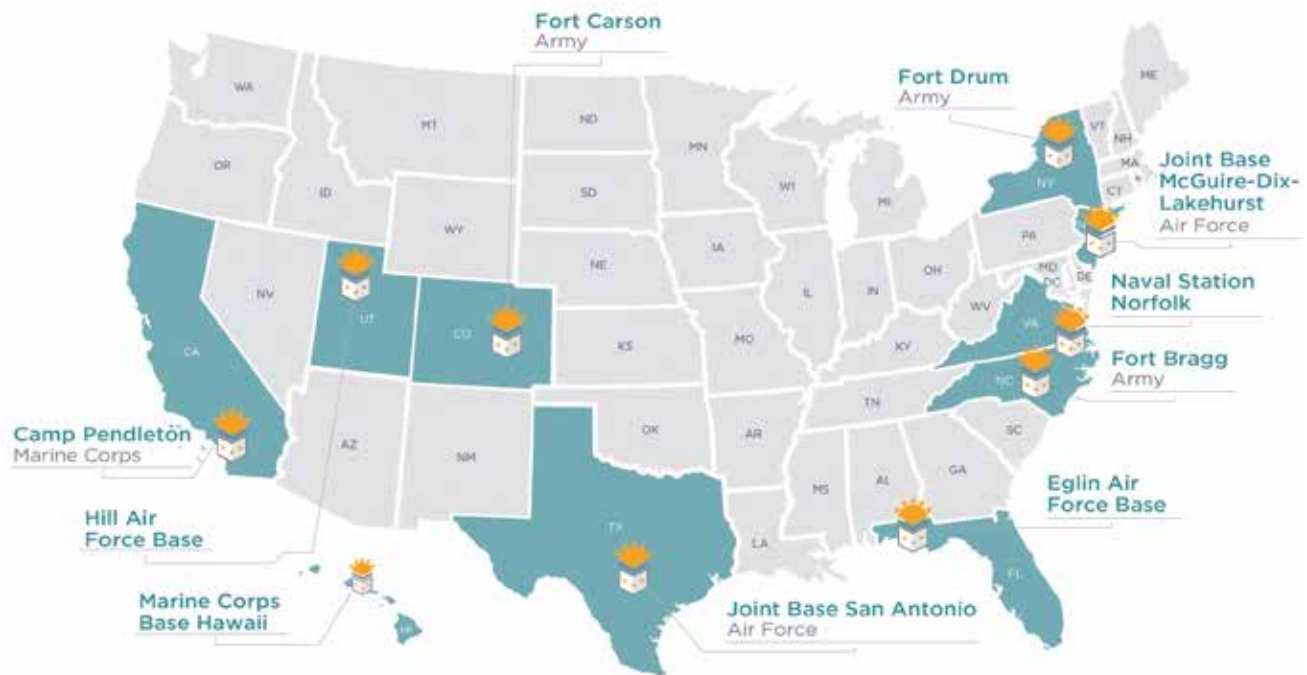 Fort Carson
Army
Fort Drum
Army
WA
ME
MT
ND
VT
NH
MN
OR
ID
SD
WI
MI
NY
MA
CT
Joint Base
McGuire-Dix-
Lakehurst
Air Force
WY
IA
PA
NE
OH
MD
DC
DE
NV
UT
CO
IL
IN
WV
VA
Naval Station
Norfolk
CA
KS
MO
KY
NC
Fort Bragg
Army
TN
Camp Pendleton
Marine Corps
AZ
NM
OK
AR
SC
MS
AL
GA
Eglin Air
Force Base
Hill Air
Force Base
TX
LA
FL
Marine Corps
Base Hawaii
HI
Joint Base San Antonio
Air Force